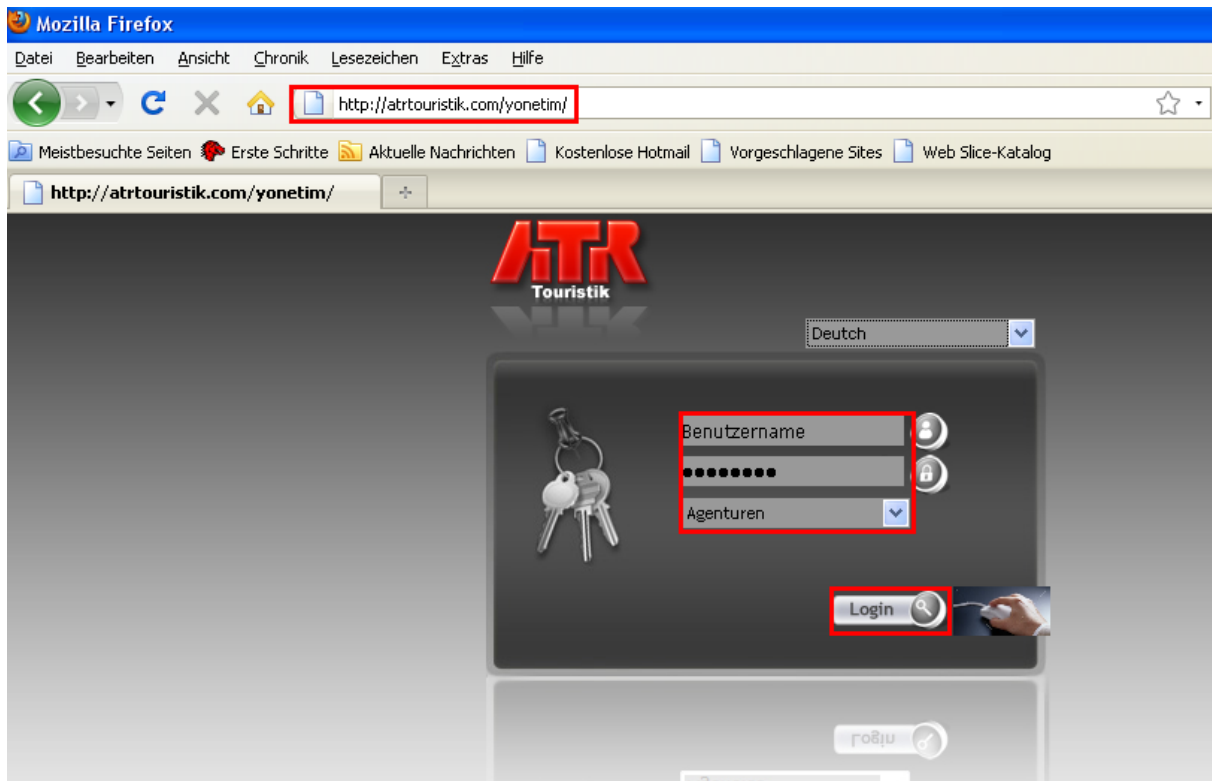 Mozilla Firefox
Datei Bearbeiten Ansicht Chronik Lesezeichen Extras Hilfe
http://atrtouristik.com/yonetim/
Meistbesuchte Seiten Erste Schritte Aktuelle Nachrichten Kostenlose Hotmail Vorgeschlagene Sites Web Slice-Katalog
http://atrtouristik.com/yonetim/
ATR
Touristik
Deutch
Benutzername
Agenturen
Login
Login